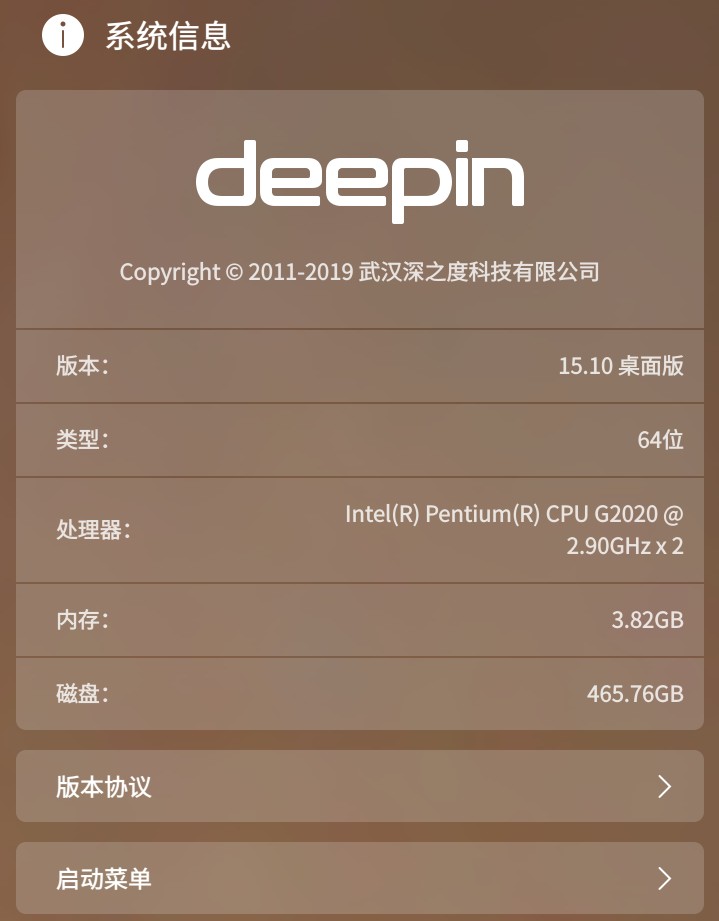 系统信息
deepin
Copyright © 2011-2019 武汉深之度科技有限公司
版本：
15.10 桌面版
类型：
64位
处理器：
Intel(R) Pentium(R) CPU G2020 @
2.90GHz x 2
内存：
3.82GB
磁盘：
465.76GB
版本协议
启动菜单